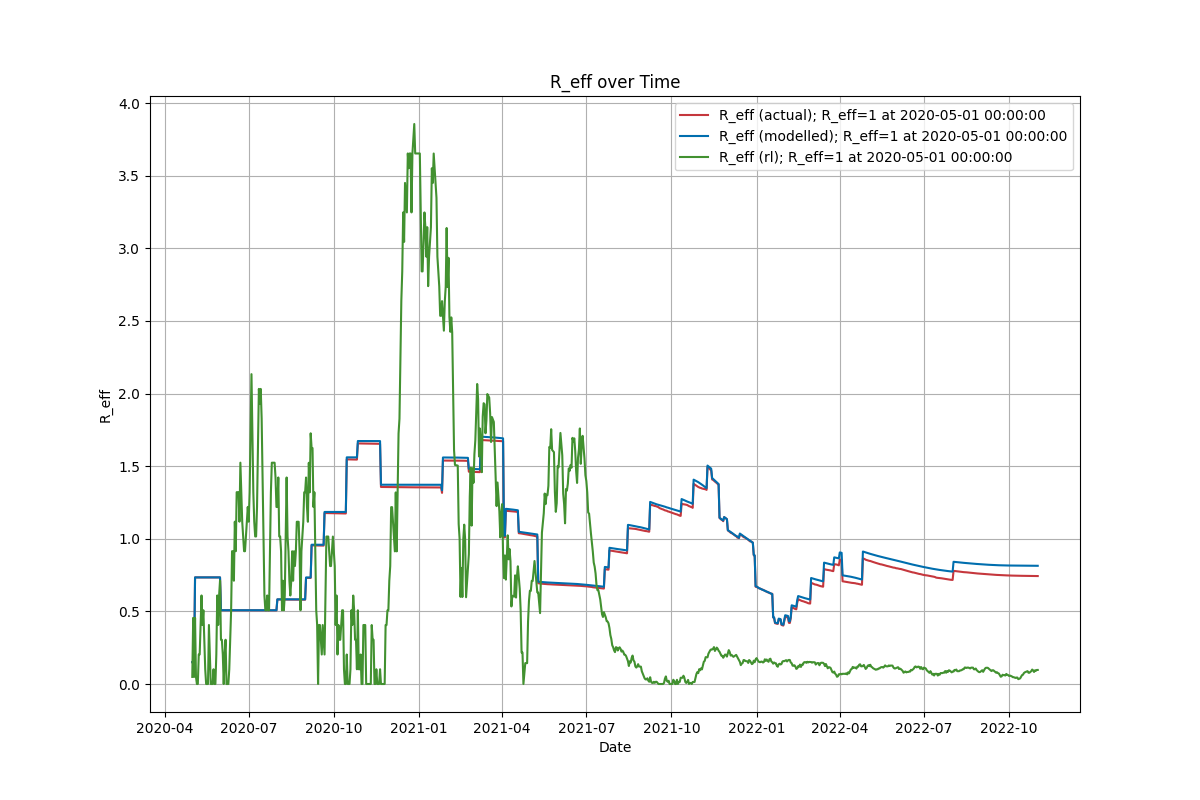 R_eff over Time
R_eff (actual); R_eff=1 at 2020-05-01 00:00:00
R_eff (modelled); R_eff=1 at 2020-05-01 00:00:00
R_eff (rl); R_eff=1 at 2020-05-01 00:00:00
4.0
3.5
3.0
2.5
2.0
1.5
1.0
0.5
0.0
R_eff
2020-04 2020-07 2020-10 2021-01 2021-04 2021-07 2021-10 2022-01 2022-04 2022-07 2022-10
Date